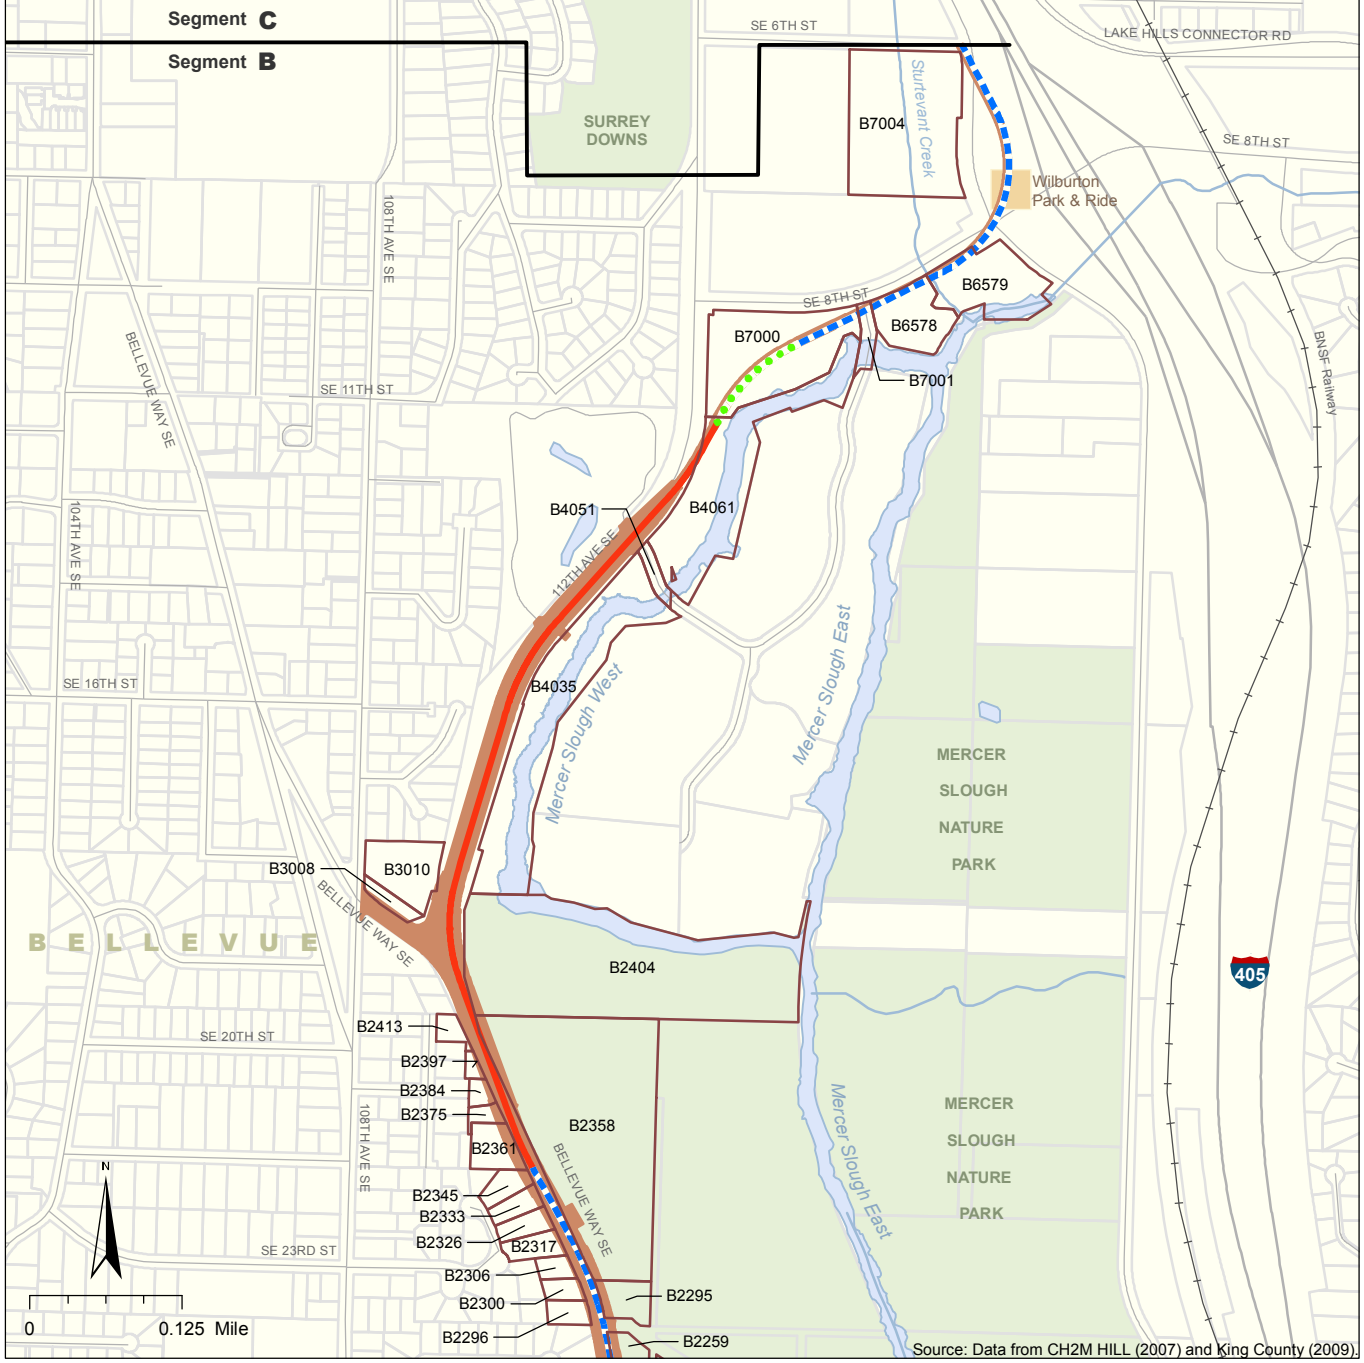 Segment C
Segment B
SE 6TH ST
LAKE HILLS CONNECTOR RD
SURREY
DOWNS
B7004
Sturtevant Creek
SE 8TH ST
Wilburton
Park & Ride
108TH AVE SE
B6579
SE 8TH ST
B7000
B6578
B7001
BELLEVUE WAY SE
SE 11TH ST
BNSF Railway
B4051
B4061
104TH AVE SE
112TH AVE SE
SE 16TH ST
B4035
Mercer Slough West
Mercer Slough East
MERCER
SLOUGH
NATURE
PARK
B3008
B3010
BELLEVUE WAY SE
BELLEVUE
B2404
405
B2413
SE 20TH ST
B2397
B2384
B2375
B2358
B2361
108TH AVE SE
BELLEVUE WAY SE
Mercer Slough East
MERCER
SLOUGH
NATURE
PARK
N
B2345
B2333
B2326
B2317
SE 23RD ST
B2306
B2300
B2295
B2296
B2259
0 0.125 Mile
Source: Data from CH2M HILL (2007) and King County (2009).